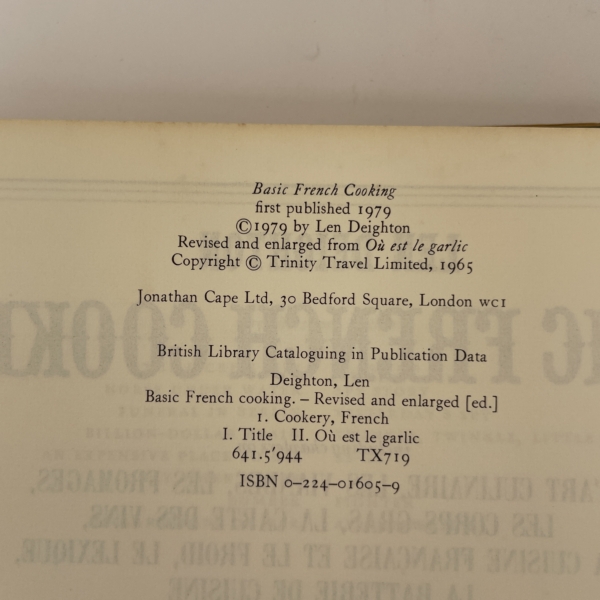 Basic French Cooking
first published 1979
© 1979 by Len Deighton
Revised and enlarged from Où est le garlic
Copyright © Trinity Travel Limited, 1965
Jonathan Cape Ltd, 30 Bedford Square, London WC1
British Library Cataloguing in Publication Data
Deighton, Len
Basic French cooking. – Revised and enlarged [ed.]
1. Cookery, French
I. Title II. Où est le garlic
641.5'944 TX719
ISBN 0–224–01605–9